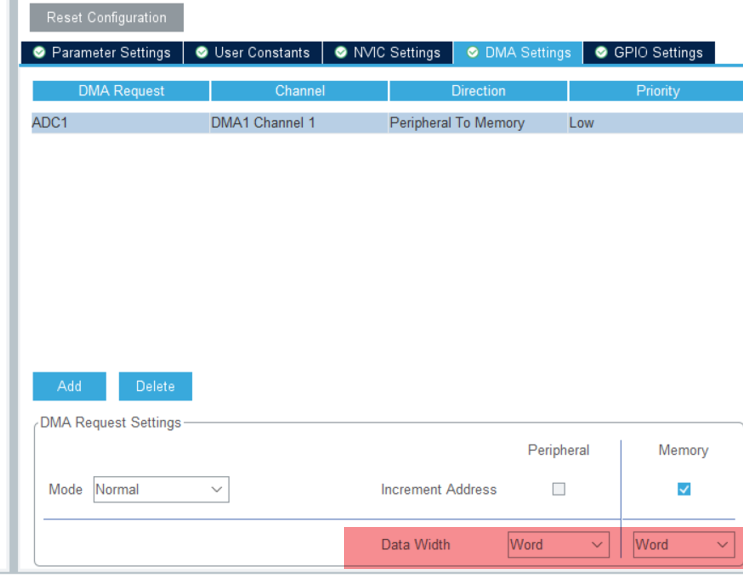 Reset Configuration
Parameter Settings User Constants NVIC Settings DMA Settings GPIO Settings
DMA Request Channel Direction Priority
ADC1 DMA1 Channel 1 Peripheral To Memory Low
Add Delete
DMA Request Settings
Peripheral Memory
Mode Normal Increment Address
Data Width Word Word